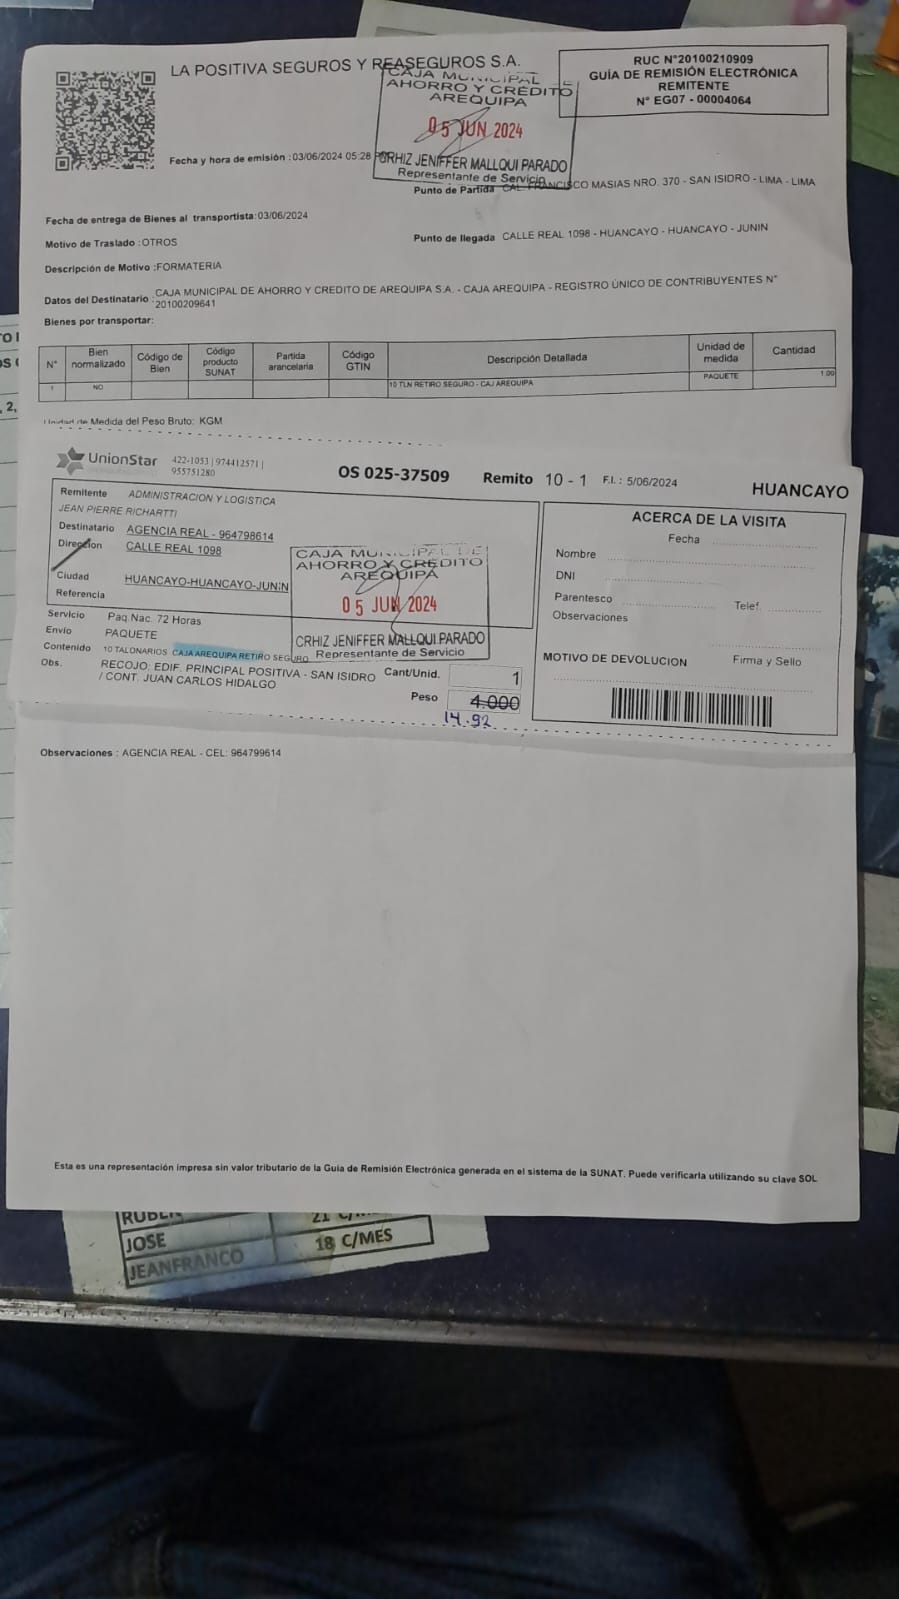 LA POSITIVA SEGUROS Y REASEGUROS S.A.
RUC N°20100210909
GUÍA DE REMISIÓN ELECTRÓNICA
REMITENTE
N° EG07 - 00004064
CAJA MUNICIPAL DE
AHORRO Y CRÉDITO
AREQUIPA
05 JUN 2024
CRHIZ JENIFFER MALLQUI PARADO
Representante de Servicio
Fecha y hora de emisión :03/06/2024 05:28
Punto de Partida CAL. FRANCISCO MASIAS NRO. 370 - SAN ISIDRO - LIMA - LIMA
Fecha de entrega de Bienes al transportista:03/06/2024
Motivo de Traslado :OTROS
Punto de llegada CALLE REAL 1098 - HUANCAYO - HUANCAYO - JUNIN
Descripción de Motivo :FORMATERIA
Datos del Destinatario : CAJA MUNICIPAL DE AHORRO Y CREDITO DE AREQUIPA S.A. - CAJA AREQUIPA - REGISTRO ÚNICO DE CONTRIBUYENTES N°
20100209641
Bienes por transportar:
N° Bien normalizado Código de Bien Código producto SUNAT Partida arancelaria Código GTIN Descripción Detallada Unidad de medida Cantidad
1 NO 10 TLN RETIRO SEGURO - CAJ AREQUIPA PAQUETE 1.00
Unidad de Medida del Peso Bruto: KGM
UnionStar 422-1053 | 974412571 |
955751280
OS 025-37509 Remito 10 - 1 F.I. : 5/06/2024 HUANCAYO
Remitente ADMINISTRACION Y LOGISTICA
JEAN PIERRE RICHARTTI
Destinatario AGENCIA REAL - 964798614
Dirección CALLE REAL 1098
Ciudad HUANCAYO-HUANCAYO-JUNIN
Referencia
CAJA MUNICIPAL DE
AHORRO Y CRÉDITO
AREQUIPA
05 JUN 2024
CRHIZ JENIFFER MALLQUI PARADO
Representante de Servicio
Servicio Paq.Nac. 72 Horas
Envío PAQUETE
Contenido 10 TALONARIOS CAJA AREQUIPA RETIRO SEGURO
Obs. RECOJO: EDIF. PRINCIPAL POSITIVA - SAN ISIDRO
/ CONT. JUAN CARLOS HIDALGO
Cant/Unid. 1
Peso 4.000
14.92
ACERCA DE LA VISITA
Fecha
Nombre
DNI
Parentesco Telef.
Observaciones
MOTIVO DE DEVOLUCION Firma y Sello
Observaciones : AGENCIA REAL - CEL: 964799614
Esta es una representación impresa sin valor tributario de la Guía de Remisión Electrónica generada en el sistema de la SUNAT. Puede verificarla utilizando su clave SOL
JOSE 18 C/MES
JEANFRANCO